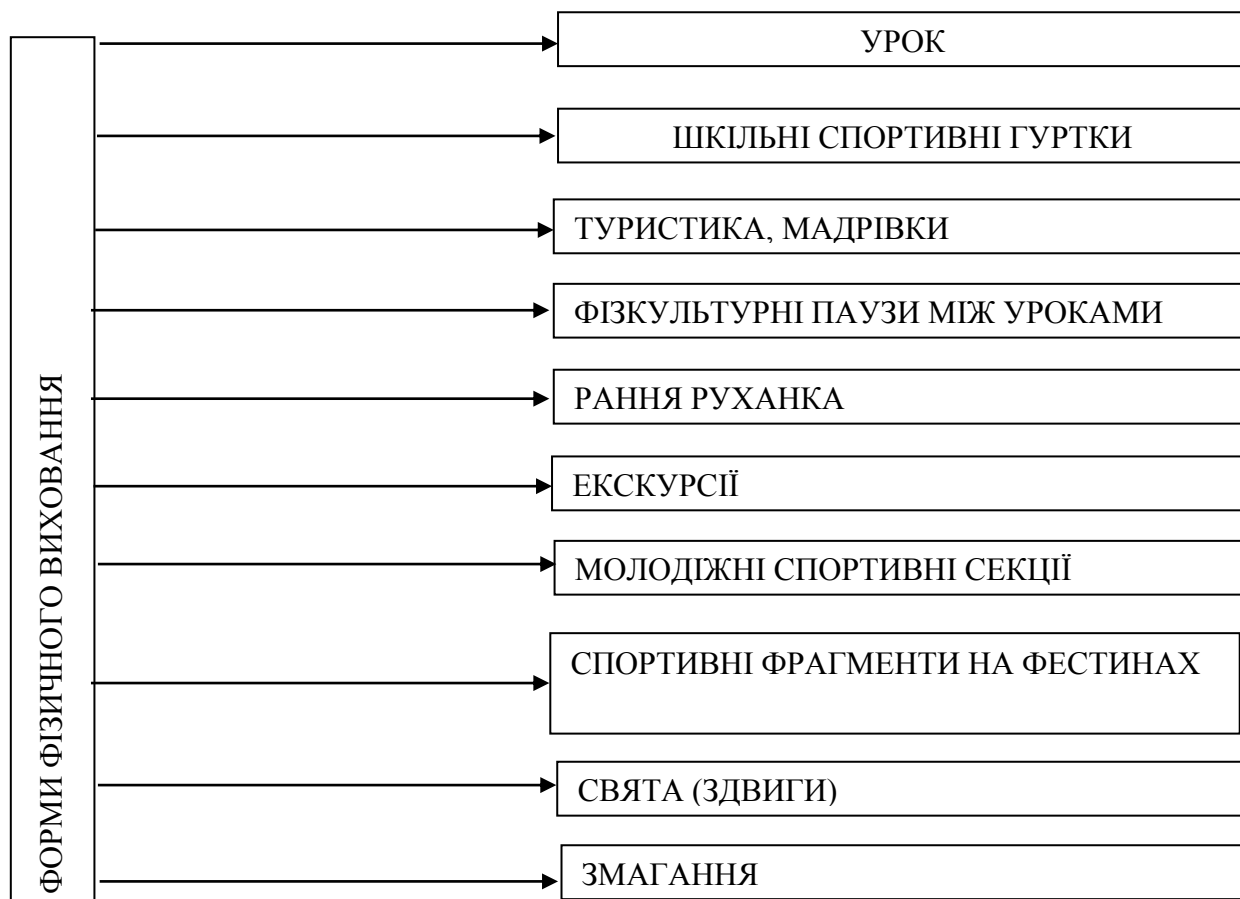 ФОРМИ ФІЗИЧНОГО ВИХОВАННЯ
УРОК
ШКІЛЬНІ СПОРТИВНІ ГУРТКИ
ТУРИСТИКА, МАДРІВКИ
ФІЗКУЛЬТУРНІ ПАУЗИ МІЖ УРОКАМИ
РАННЯ РУХАНКА
ЕКСКУРСІЇ
МОЛОДІЖНІ СПОРТИВНІ СЕКЦІЇ
СПОРТИВНІ ФРАГМЕНТИ НА ФЕСТИНАХ
СВЯТА (ЗДВИГИ)
ЗМАГАННЯ